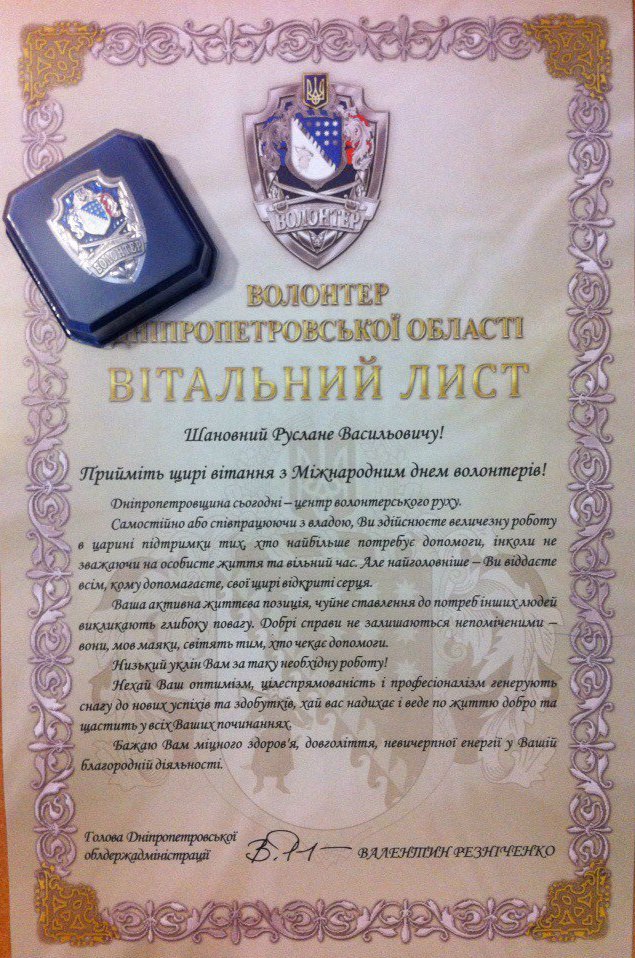 ВОЛОНТЕР
ВОЛОНТЕР
ВОЛОНТЕР
ДНІПРОПЕТРОВСЬКОЇ ОБЛАСТІ
ВІТАЛЬНИЙ ЛИСТ
Шановний Руслане Васильовичу!
Прийміть щирі вітання з Міжнародним днем волонтерів!
Дніпропетровщина сьогодні – центр волонтерського руху.
Самостійно або співпрацюючи з владою, Ви здійснюєте величезну роботу
в царині підтримки тих, хто найбільше потребує допомоги, інколи не
зважаючи на особисте життя та вільний час. Але найголовніше – Ви віддаєте
всім, кому допомагаєте, свої щирі відкриті серця.
Ваша активна життєва позиція, чуйне ставлення до потреб інших людей
викликають глибоку повагу. Добрі справи не залишаються непоміченими –
вони, мов маяки, світять тим, хто чекає допомоги.
Низький уклін Вам за таку необхідну роботу!
Нехай Ваш оптимізм, цілеспрямованість і професіоналізм генерують
снагу до нових успіхів та здобутків, хай вас надихає і веде по життю добро та
щастить у всіх Ваших починаннях.
Бажаю Вам міцного здоров'я, довголіття, невичерпної енергії у Вашій
благородній діяльності.
Голова Дніпропетровської
облдержадміністрації
ВАЛЕНТИН РЕЗНІЧЕНКО